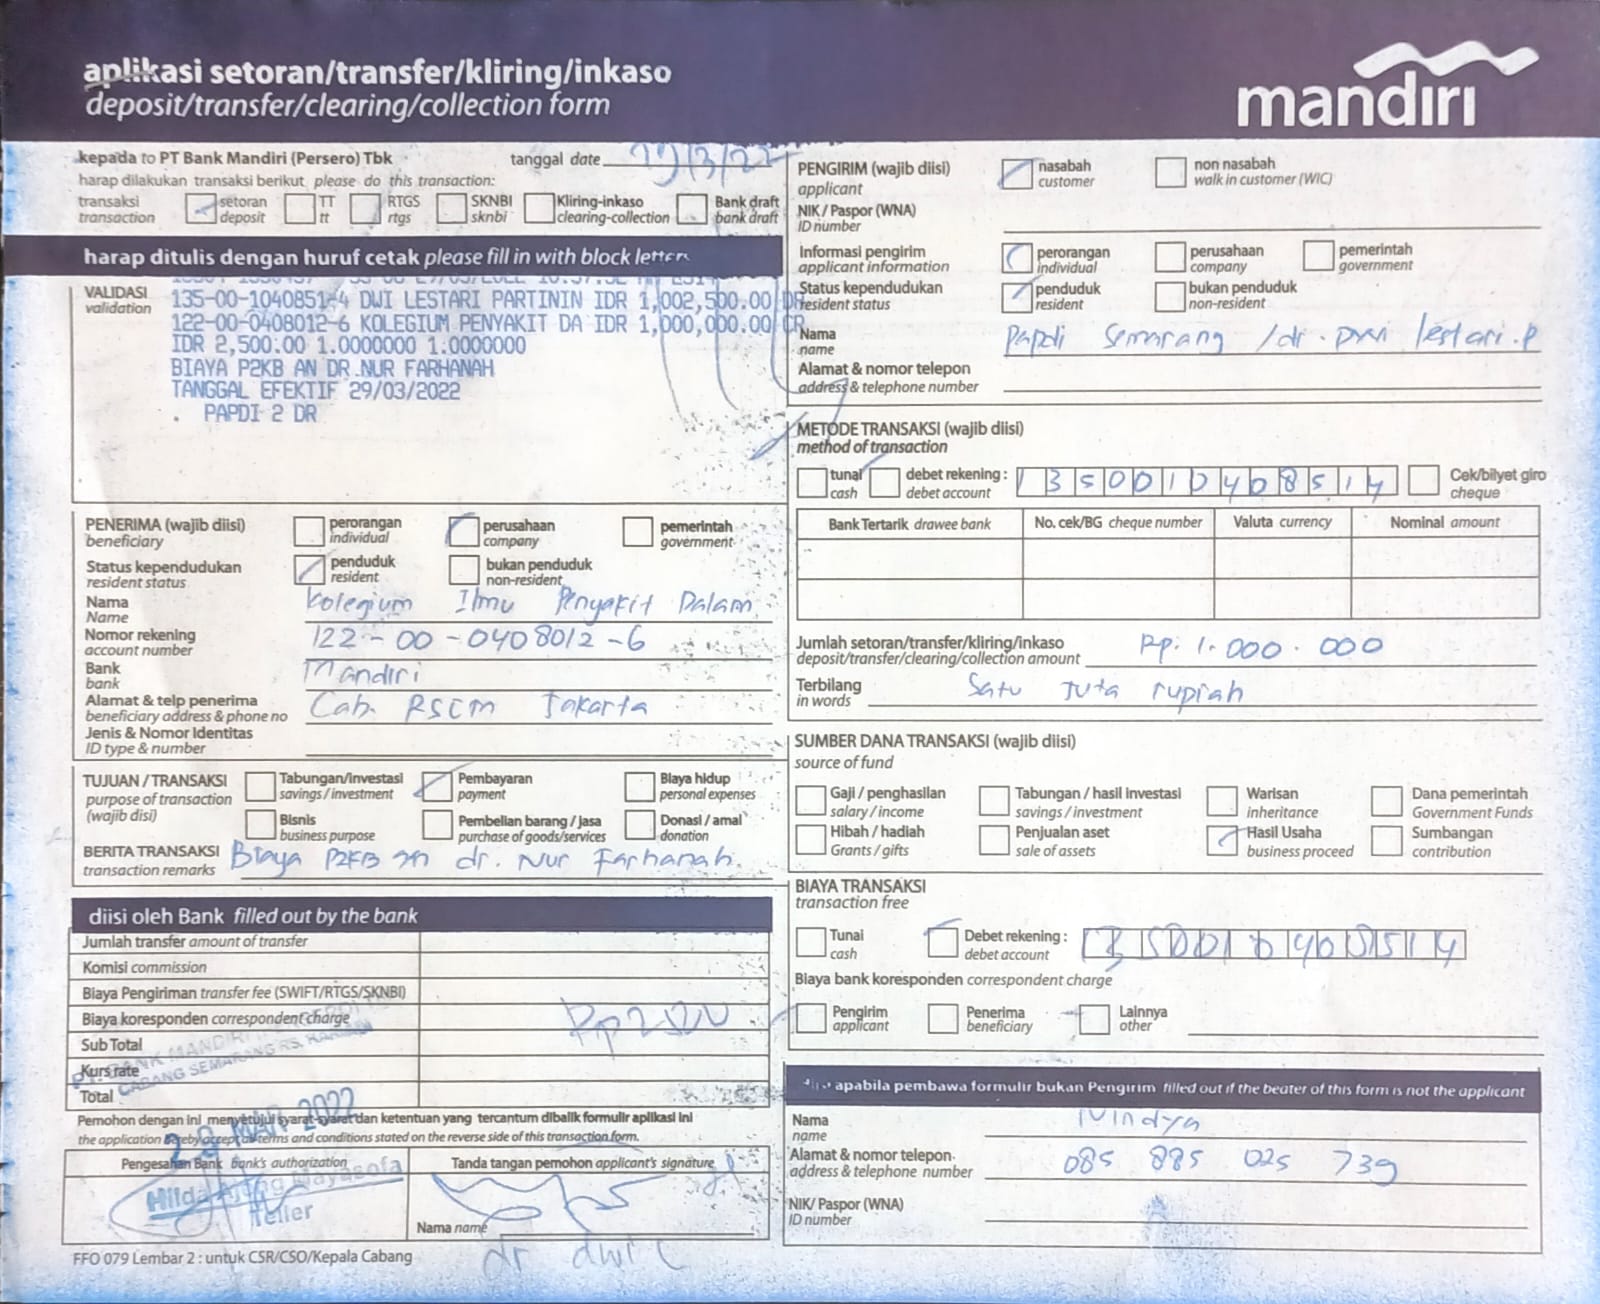 aplikasi setoran/transfer/kliring/inkaso
deposit/transfer/clearing/collection form
mandiri
kepada to PT Bank Mandiri (Persero) Tbk
tanggal date 29/3/22
harap dilakukan transaksi berikut please do this transaction:
transaksi transaction
setoran deposit
TT tt
RTGS rtgs
SKNBI sknbi
Kliring-inkaso clearing-collection
Bank draft bank draft
harap ditulis dengan huruf cetak please fill in with block letter
VALIDASI
validation
135-00-1040851-4 DWI LESTARI PARTININ IDR 1,002,500.00 DR
122-00-0408012-6 KOLEGIUM PENYAKIT DA IDR 1,000,000.00 CR
IDR 2,500.00 1.0000000 1.0000000
BIAYA P2KB AN DR.NUR FARHANAH
TANGGAL EFEKTIF 29/03/2022
. PAPDI 2 DR
PENERIMA (wajib diisi)
beneficiary
perorangan individual
perusahaan company
pemerintah government
Status kependudukan
resident status
penduduk resident
bukan penduduk non-resident
Nama
Name
Kolegium Ilmu Penyakit Dalam
Nomor rekening
account number
122-00-0408012-6
Bank
bank
Mandiri
Alamat & telp penerima
beneficiary address & phone no
Cab. RSCM Jakarta
Jenis & Nomor Identitas
ID type & number
TUJUAN / TRANSAKSI
purpose of transaction
(wajib disi)
Tabungan/investasi savings / investment
Pembayaran payment
Biaya hidup personal expenses
Bisnis business purpose
Pembelian barang / jasa purchase of goods/services
Donasi / amal donation
BERITA TRANSAKSI
transaction remarks
Biaya P2KB an dr. Nur Farhanah.
diisi oleh Bank filled out by the bank
Jumlah transfer amount of transfer
Komisi commission
Biaya Pengiriman transfer fee (SWIFT/RTGS/SKNBI)
Biaya koresponden correspondent charge
Sub Total
Kurs rate
Total
CABANG SEMARANG RS. KARIADI
29 MAR 2022
Pemohon dengan ini menyetujui syarat-syarat dan ketentuan yang tercantum dibalik formulir aplikasi ini
the application hereby accept all terms and conditions stated on the reverse side of this transaction form.
Pengesahan Bank bank's authorization
Tanda tangan pemohon applicant's signature
Teller
Nama name
dr dwi L
FFO 079 Lembar 2 : untuk CSR/CSO/Kepala Cabang
PENGIRIM (wajib diisi)
applicant
nasabah customer
non nasabah walk in customer (WIC)
NIK / Paspor (WNA)
ID number
Informasi pengirim
applicant information
perorangan individual
perusahaan company
pemerintah government
Status kependudukan
resident status
penduduk resident
bukan penduduk non-resident
Nama
name
Papdi Semarang /dr. Dwi lestari.P
Alamat & nomor telepon
address & telephone number
METODE TRANSAKSI (wajib diisi)
method of transaction
tunai cash
debet rekening : debet account
1350010408514
Cek/bilyet giro cheque
Bank Tertarik drawee bank
No. cek/BG cheque number
Valuta currency
Nominal amount
Jumlah setoran/transfer/kliring/inkaso
deposit/transfer/clearing/collection amount
Rp. 1.000.000
Terbilang
in words
Satu Juta rupiah
SUMBER DANA TRANSAKSI (wajib diisi)
source of fund
Gaji / penghasilan salary / income
Tabungan / hasil investasi savings / investment
Warisan inheritance
Dana pemerintah Government Funds
Hibah / hadiah Grants / gifts
Penjualan aset sale of assets
Hasil Usaha business proceed
Sumbangan contribution
BIAYA TRANSAKSI
transaction free
Tunai cash
Debet rekening : debet account
1350010408514
Biaya bank koresponden correspondent charge
Pengirim applicant
Penerima beneficiary
Lainnya other
apabila pembawa formulir bukan Pengirim filled out if the beater of this form is not the applicant
Nama
name
Nindya
Alamat & nomor telepon
address & telephone number
085 885 025 739
NIK/ Paspor (WNA)
ID number